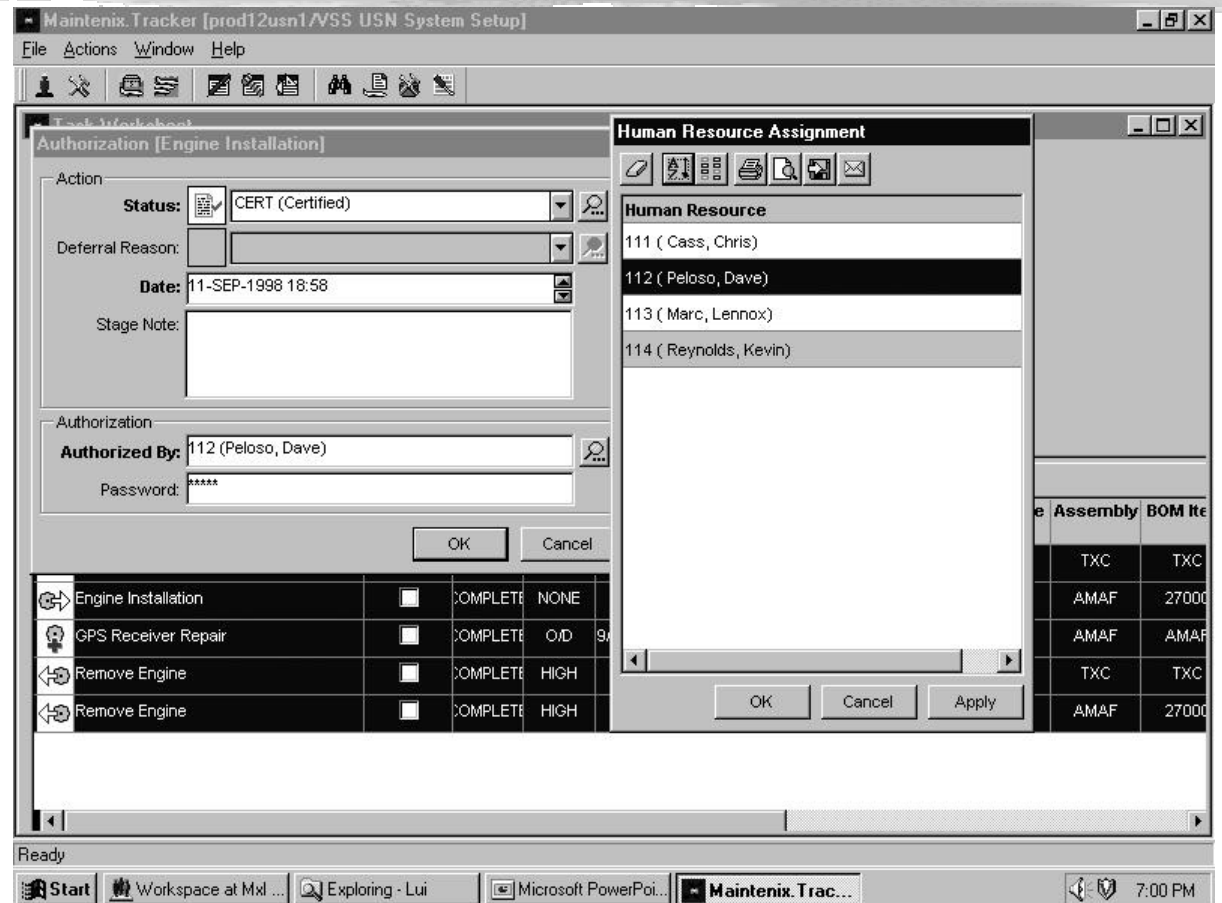 Maintenix.Tracker [prod12usn1/VSS USN System Setup]
File Actions Window Help
Authorization [Engine Installation]
Action
Status: CERT (Certified)
Deferral Reason:
Date: 11-SEP-1998 18:58
Stage Note:
Authorization
Authorized By: 112 (Peloso, Dave)
Password: *****
OK Cancel
Human Resource Assignment
Human Resource
111 ( Cass, Chris)
112 ( Peloso, Dave)
113 ( Marc, Lennox)
114 ( Reynolds, Kevin)
OK Cancel Apply
e Assembly BOM Ite
TXC TXC
Engine Installation COMPLETE NONE AMAF 27000
GPS Receiver Repair COMPLETE O/D 9/ AMAF AMAF
Remove Engine COMPLETE HIGH TXC TXC
Remove Engine COMPLETE HIGH AMAF 27000
Ready
Start Workspace at Mxl ... Exploring - Lui Microsoft PowerPoi... Maintenix.Trac... 7:00 PM